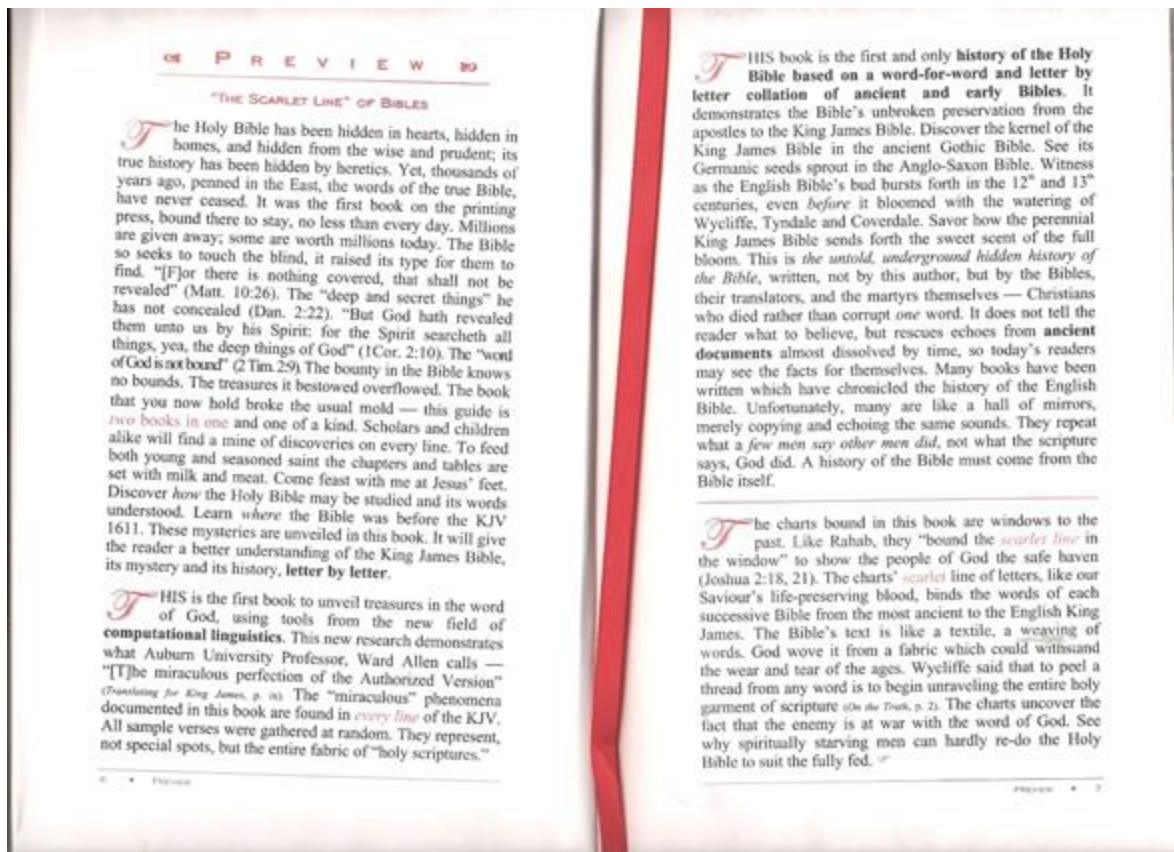 PREVIEW
"THE SCARLET LINE" OF BIBLES
The Holy Bible has been hidden in hearts, hidden in
homes, and hidden from the wise and prudent; its
true history has been hidden by heretics. Yet, thousands of
years ago, penned in the East, the words of the true Bible,
have never ceased. It was the first book on the printing
press, bound there to stay, no less than every day. Millions
are given away; some are worth millions today. The Bible
so seeks to touch the blind, it raised its type for them to
find. "[F]or there is nothing covered, that shall not be
revealed" (Matt. 10:26). The "deep and secret things" he
has not concealed (Dan. 2:22). "But God hath revealed
them unto us by his Spirit: for the Spirit searcheth all
things, yea, the deep things of God" (1Cor. 2:10). The "word
of God is not bound" (2 Tim. 2:9). The bounty in the Bible knows
no bounds. The treasures it bestowed overflowed. The book
that you now hold broke the usual mold — this guide is
two books in one and one of a kind. Scholars and children
alike will find a mine of discoveries on every line. To feed
both young and seasoned saint the chapters and tables are
set with milk and meat. Come feast with me at Jesus' feet.
Discover how the Holy Bible may be studied and its words
understood. Learn where the Bible was before the KJV
1611. These mysteries are unveiled in this book. It will give
the reader a better understanding of the King James Bible,
its mystery and its history, letter by letter.
THIS is the first book to unveil treasures in the word
of God, using tools from the new field of
computational linguistics. This new research demonstrates
what Auburn University Professor, Ward Allen calls —
"[T]he miraculous perfection of the Authorized Version"
(Translating for King James, p. ix). The "miraculous" phenomena
documented in this book are found in every line of the KJV.
All sample verses were gathered at random. They represent,
not special spots, but the entire fabric of "holy scriptures."
6 • PREVIEW
THIS book is the first and only history of the Holy
Bible based on a word-for-word and letter by
letter collation of ancient and early Bibles. It
demonstrates the Bible's unbroken preservation from the
apostles to the King James Bible. Discover the kernel of the
King James Bible in the ancient Gothic Bible. See its
Germanic seeds sprout in the Anglo-Saxon Bible. Witness
as the English Bible's bud bursts forth in the 12th and 13th
centuries, even before it bloomed with the watering of
Wycliffe, Tyndale and Coverdale. Savor how the perennial
King James Bible sends forth the sweet scent of the full
bloom. This is the untold, underground hidden history of
the Bible, written, not by this author, but by the Bibles,
their translators, and the martyrs themselves — Christians
who died rather than corrupt one word. It does not tell the
reader what to believe, but rescues echoes from ancient
documents almost dissolved by time, so today's readers
may see the facts for themselves. Many books have been
written which have chronicled the history of the English
Bible. Unfortunately, many are like a hall of mirrors,
merely copying and echoing the same sounds. They repeat
what a few men say other men did, not what the scripture
says, God did. A history of the Bible must come from the
Bible itself.
The charts bound in this book are windows to the
past. Like Rahab, they "bound the scarlet line in
the window" to show the people of God the safe haven
(Joshua 2:18, 21). The charts' scarlet line of letters, like our
Saviour's life-preserving blood, binds the words of each
successive Bible from the most ancient to the English King
James. The Bible's text is like a textile, a weaving of
words. God wove it from a fabric which could withstand
the wear and tear of the ages. Wycliffe said that to peel a
thread from any word is to begin unraveling the entire holy
garment of scripture (On the Truth, p. 2). The charts uncover the
fact that the enemy is at war with the word of God. See
why spiritually starving men can hardly re-do the Holy
Bible to suit the fully fed.
PREVIEW • 7